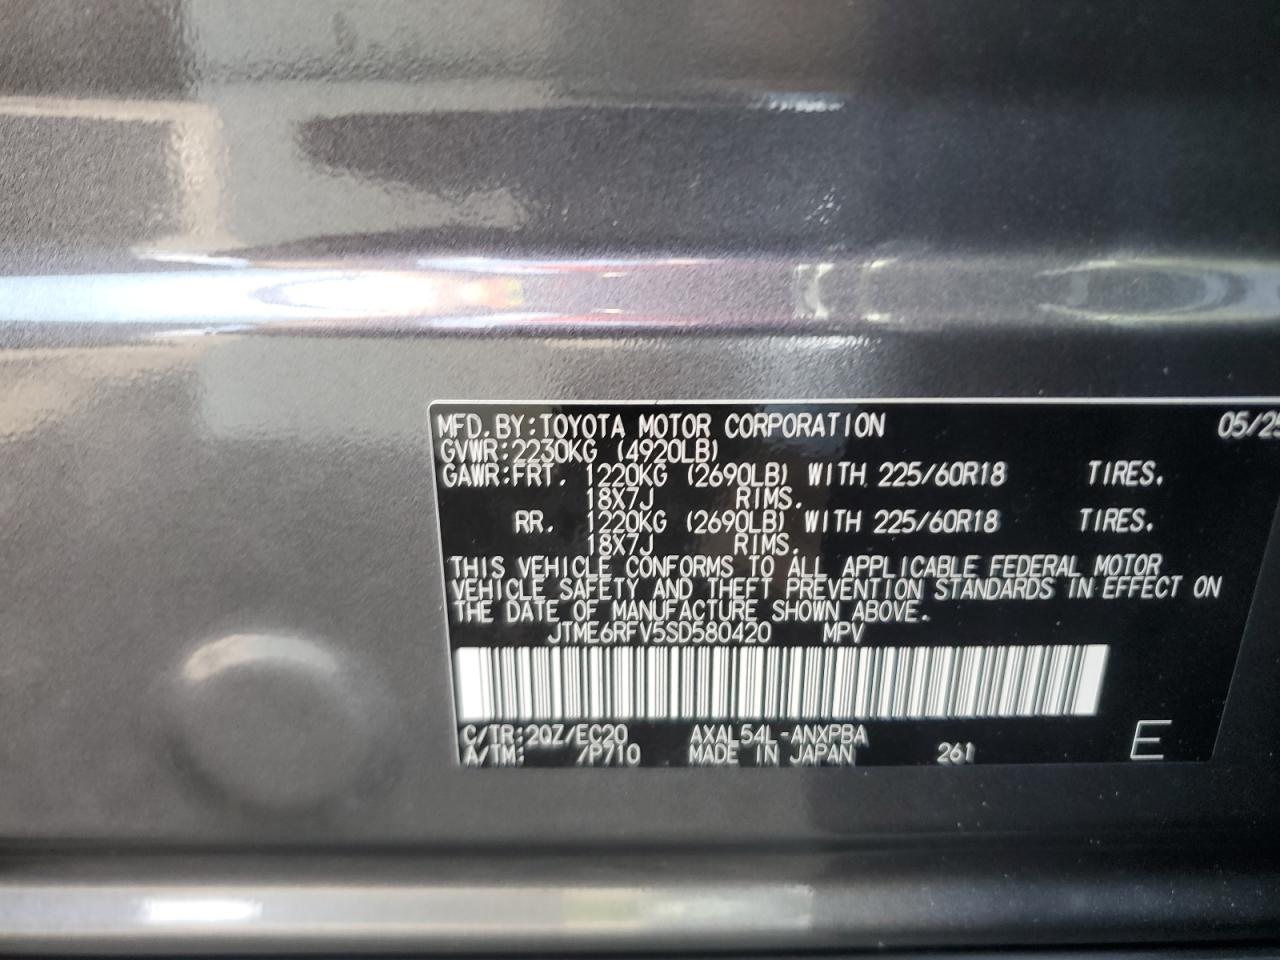 MFD. BY: TOYOTA MOTOR CORPORATION 05/25
GVWR: 2230KG (4920LB)
GAWR: FRT. 1220KG (2690LB) WITH 225/60R18 TIRES.
18X7J RIMS.
RR. 1220KG (2690LB) WITH 225/60R18 TIRES.
18X7J RIMS.
THIS VEHICLE CONFORMS TO ALL APPLICABLE FEDERAL MOTOR
VEHICLE SAFETY AND THEFT PREVENTION STANDARDS IN EFFECT ON
THE DATE OF MANUFACTURE SHOWN ABOVE.
JTME6RFV5SD580420 MPV
C/TR: 2QZ/EC20 AXAL54L-ANXPBA
A/TM: /P710 MADE IN JAPAN 261 E